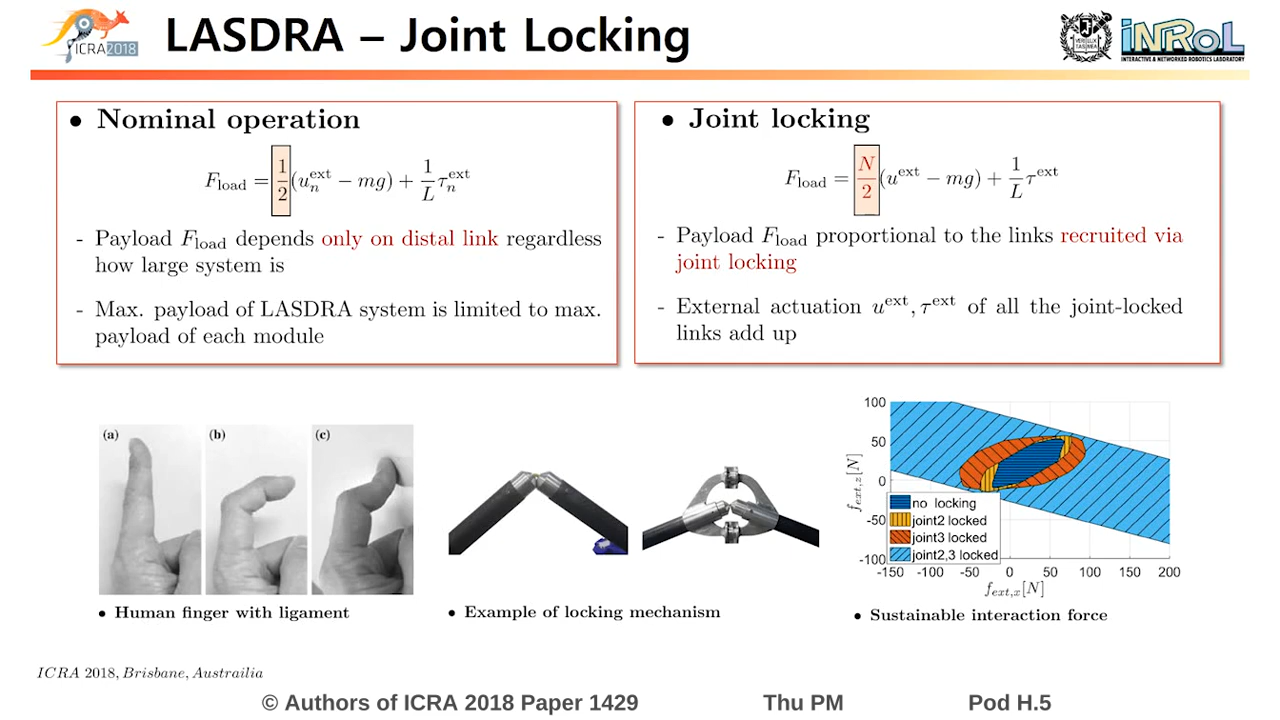 ICRA2018
LASDRA – Joint Locking
iNRoL
INTERACTIVE & NETWORKED ROBOTICS LABORATORY
• Nominal operation
F_load = 1/2 (u_n^ext − mg) + 1/L τ_n^ext
- Payload F_load depends only on distal link regardless
how large system is
- Max. payload of LASDRA system is limited to max.
payload of each module
• Joint locking
F_load = N/2 (u^ext − mg) + 1/L τ^ext
- Payload F_load proportional to the links recruited via
joint locking
- External actuation u^ext, τ^ext of all the joint-locked
links add up
(a) (b) (c)
• Human finger with ligament
• Example of locking mechanism
f_ext,z[N]
100
50
0
-50
-100
no locking
joint2 locked
joint3 locked
joint2,3 locked
-150 -100 -50 0 50 100 150 200
f_ext,x[N]
• Sustainable interaction force
ICRA 2018, Brisbane, Austrailia
© Authors of ICRA 2018 Paper 1429 Thu PM Pod H.5